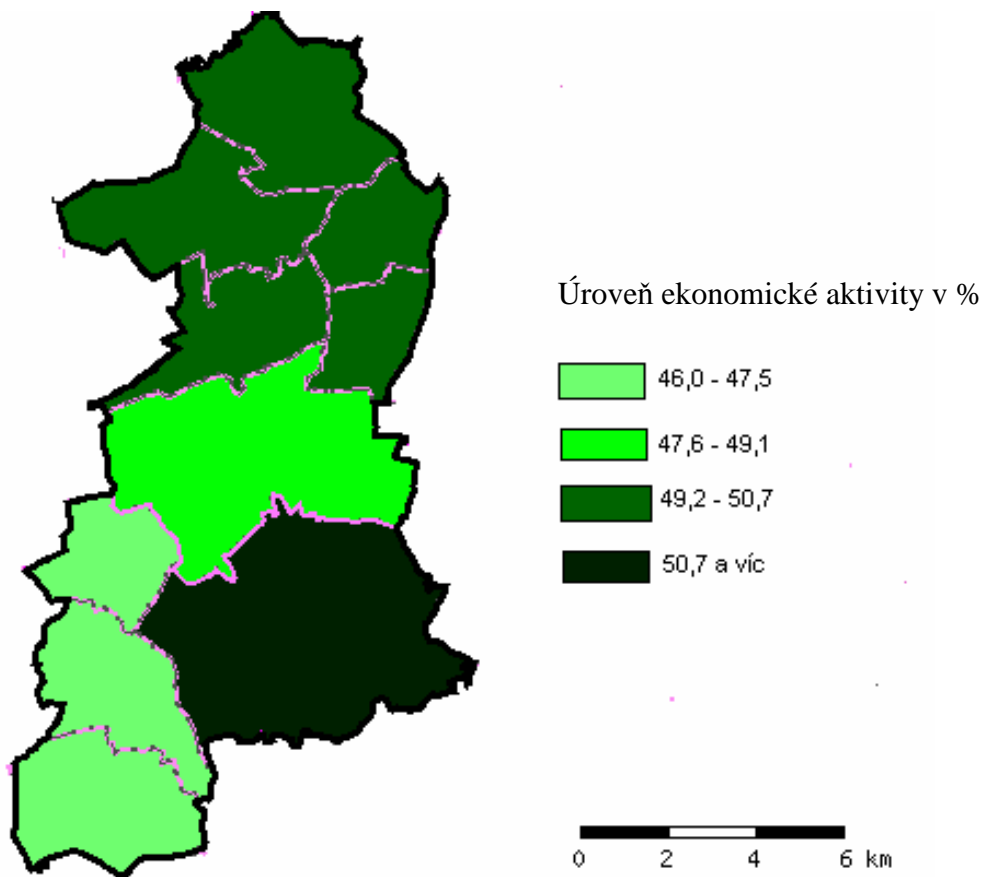 Úroveň ekonomické aktivity v %
46,0 - 47,5
47,6 - 49,1
49,2 - 50,7
50,7 a víc
0 2 4 6 km